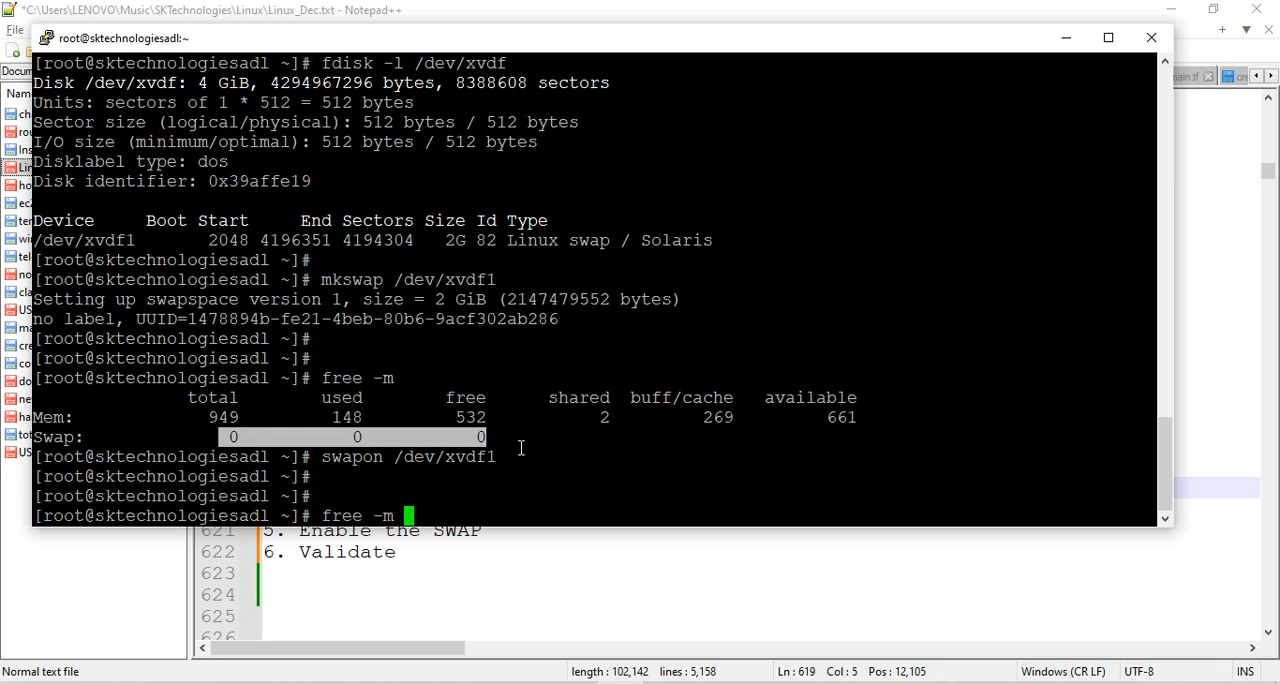 *C:\Users\LENOVO\Music\SKTechnologies\Linux\Linux_Dec.txt - Notepad++
File
root@sktechnologiesadl:~
[root@sktechnologiesadl ~]# fdisk -l /dev/xvdf
Disk /dev/xvdf: 4 GiB, 4294967296 bytes, 8388608 sectors
Units: sectors of 1 * 512 = 512 bytes
Sector size (logical/physical): 512 bytes / 512 bytes
I/O size (minimum/optimal): 512 bytes / 512 bytes
Disklabel type: dos
Disk identifier: 0x39affe19
Device     Boot Start     End Sectors Size Id Type
/dev/xvdf1       2048 4196351 4194304   2G 82 Linux swap / Solaris
[root@sktechnologiesadl ~]#
[root@sktechnologiesadl ~]# mkswap /dev/xvdf1
Setting up swapspace version 1, size = 2 GiB (2147479552 bytes)
no label, UUID=1478894b-fe21-4beb-80b6-9acf302ab286
[root@sktechnologiesadl ~]#
[root@sktechnologiesadl ~]#
[root@sktechnologiesadl ~]# free -m
total used free shared buff/cache available
Mem: 949 148 532 2 269 661
Swap: 0 0 0
[root@sktechnologiesadl ~]# swapon /dev/xvdf1
[root@sktechnologiesadl ~]#
[root@sktechnologiesadl ~]#
[root@sktechnologiesadl ~]# free -m
621 5. Enable the SWAP
622 6. Validate
623
624
625
626
Normal text file length : 102,142 lines : 5,158 Ln : 619 Col : 5 Pos : 12,105 Windows (CR LF) UTF-8 INS